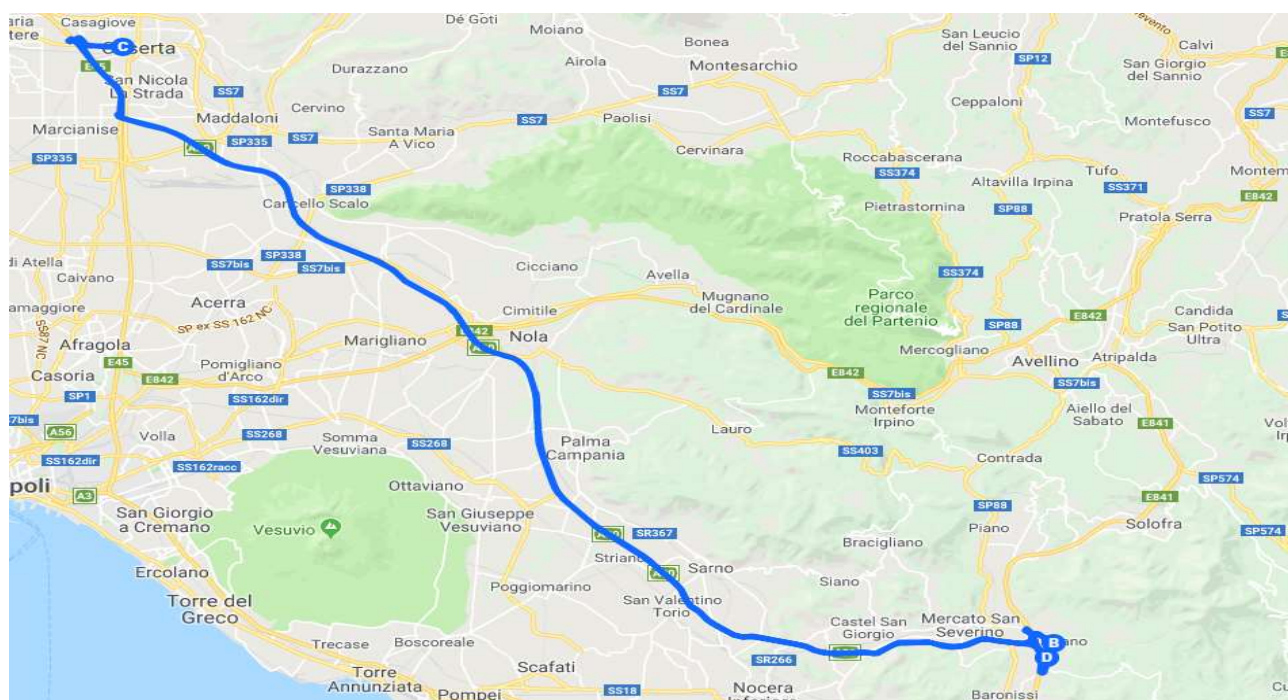 Casagiove
Dé Goti
Moiano
Bonea
San Leucio
del Sannio
Calvi
aria
tere
C
Durazzano
Airola
Montesarchio
SP12
San Giorgio
del Sannio
San Nicola
La Strada
SS7
Cervino
SS7
Ceppaloni
Maddaloni
Paolisi
Montefusco
Marcianise
SP335
SS7
Santa Maria
A Vico
SS7
SS7
SP335
Cervinara
Roccabascerana
SS374
Tufo
Altavilla Irpina
SS371
E842
SP338
Cancello Scalo
Pietrastornina
SP88
Pratola Serra
di Atella
SP338
SS7bis
SS7bis
Caivano
Cicciano
Avella
SS374
Acerra
Cimitile
Mugnano
del Cardinale
Parco
regionale
del Partenio
Candida
SP ex SS 162 NC
SS87 NC
E842
SP88
San Potito
Ultra
Afragola
Marigliano
Nola
Mercogliano
Avellino
Atripalda
E45
Pomigliano
d'Arco
Casoria
E842
E842
SS7bis
SS7bis
SP1
SS162dir
Monteforte
Irpino
Aiello del
Sabato
E841
A56
Volla
SS268
Lauro
Somma
Vesuviana
SS268
Palma
Campania
SS162dir
SS162racc
SS403
Contrada
poli
A3
Ottaviano
SP574
San Giorgio
a Cremano
Vesuvio
San Giuseppe
Vesuviano
SP88
E841
Piano
Solofra
SP574
SR367
Bracigliano
Striano
Ercolano
Poggiomarino
Sarno
Siano
Torre del
Greco
San Valentino
Torio
Castel San
Giorgio
Mercato San
Severino
B
D
Trecase
Boscoreale
SR266
Scafati
Torre
Annunziata
Pompei
SS18
Nocera
Baronissi